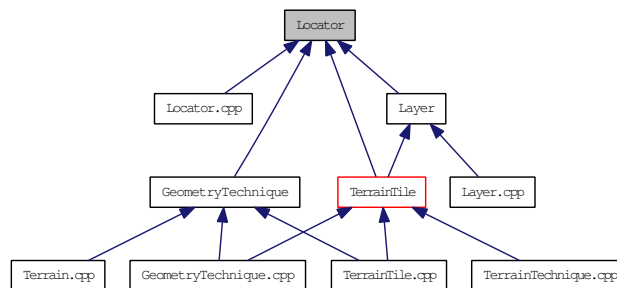 Locator
Locator.cpp
Layer
GeometryTechnique
TerrainTile
Layer.cpp
Terrain.cpp
GeometryTechnique.cpp
TerrainTile.cpp
TerrainTechnique.cpp